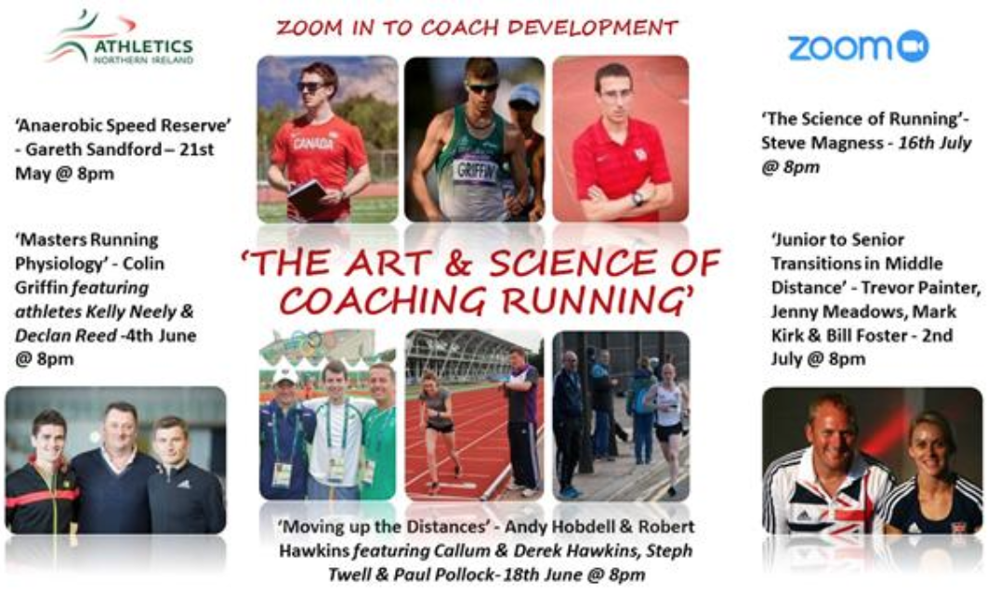 ATHLETICS
NORTHERN IRELAND
ZOOM IN TO COACH DEVELOPMENT
zoom
'Anaerobic Speed Reserve'
- Gareth Sandford – 21st
May @ 8pm
CANADA
GRIFFIN
'The Science of Running'-
Steve Magness - 16th July
@ 8pm
'Masters Running
Physiology' - Colin
Griffin featuring
athletes Kelly Neely &
Declan Reed -4th June
@ 8pm
'THE ART & SCIENCE OF
COACHING RUNNING'
'Junior to Senior
Transitions in Middle
Distance' - Trevor Painter,
Jenny Meadows, Mark
Kirk & Bill Foster - 2nd
July @ 8pm
'Moving up the Distances' - Andy Hobdell & Robert
Hawkins featuring Callum & Derek Hawkins, Steph
Twell & Paul Pollock- 18th June @ 8pm